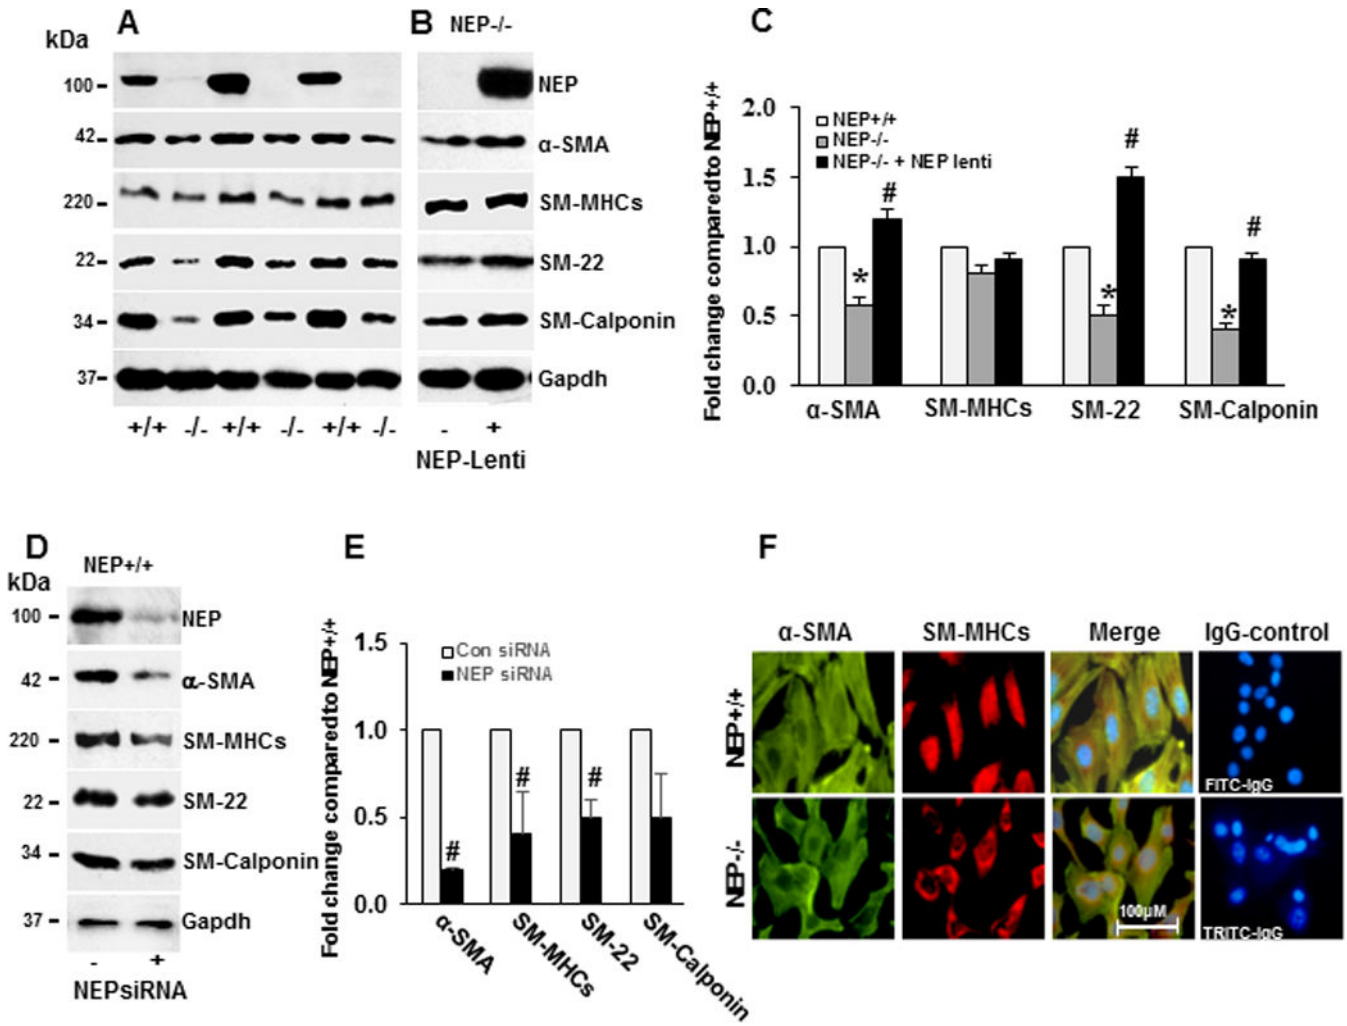 A
B
NEP-/-
kDa
100
NEP
42
α-SMA
220
SM-MHCs
22
SM-22
34
SM-Calponin
37
Gapdh
+/+ -/- +/+ -/- +/+ -/-
- +
NEP-Lenti
C
Fold change compared to NEP+/+
2.0
1.5
1.0
0.5
0.0
NEP+/+
NEP-/-
NEP-/- + NEP lenti
* #
* #
* #
α-SMA SM-MHCs SM-22 SM-Calponin
D
NEP+/+
kDa
100
NEP
42
α-SMA
220
SM-MHCs
22
SM-22
34
SM-Calponin
37
Gapdh
- +
NEPsiRNA
E
Fold change compared to NEP+/+
1.5
1.0
0.5
0.0
Con siRNA
NEP siRNA
# # #
α-SMA
SM-MHCs
SM-22
SM-Calponin
F
α-SMA SM-MHCs Merge IgG-control
NEP+/+
FITC-IgG
NEP-/-
100µM
TRITC-IgG